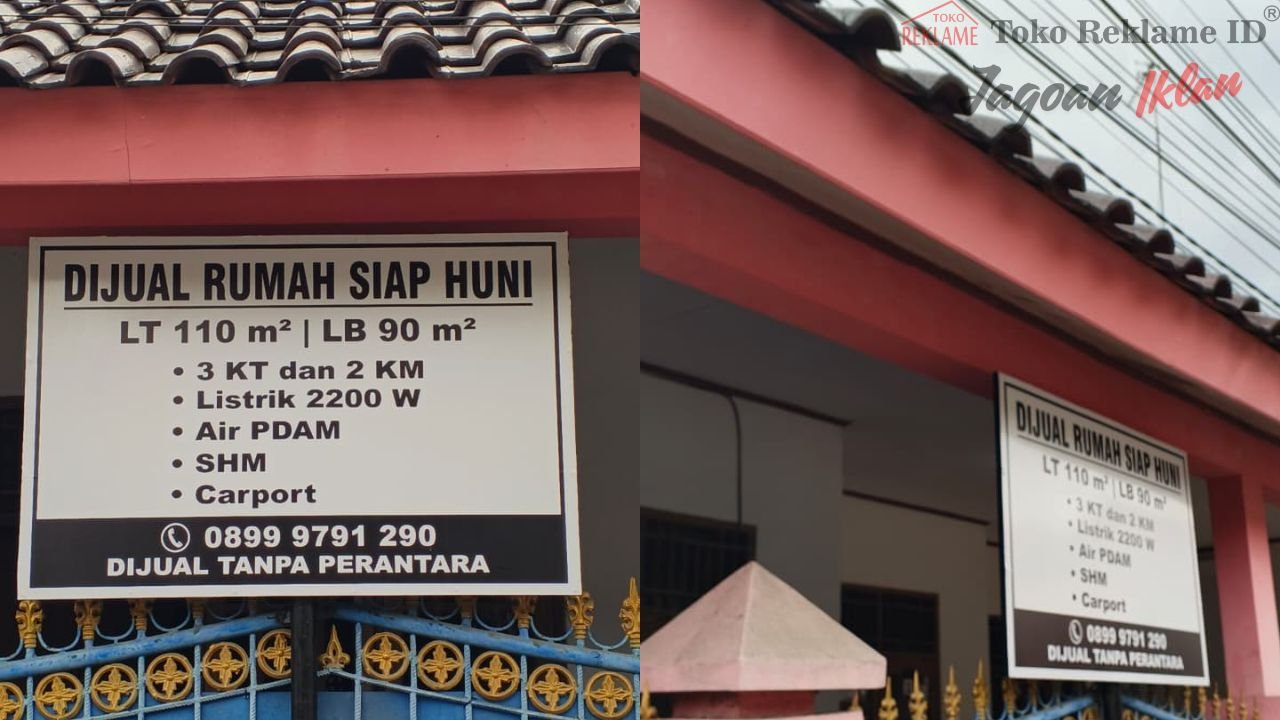 DIJUAL RUMAH SIAP HUNI
LT 110 m² | LB 90 m²
• 3 KT dan 2 KM
• Listrik 2200 W
• Air PDAM
• SHM
• Carport
0899 9791 290
DIJUAL TANPA PERANTARA
TOKO
REKLAME
Toko Reklame ID®
Jagoan Iklan
DIJUAL RUMAH SIAP HUNI
LT 110 m² | LB 90 m²
• 3 KT dan 2 KM
• Listrik 2200 W
• Air PDAM
• SHM
• Carport
0899 9791 290
DIJUAL TANPA PERANTARA